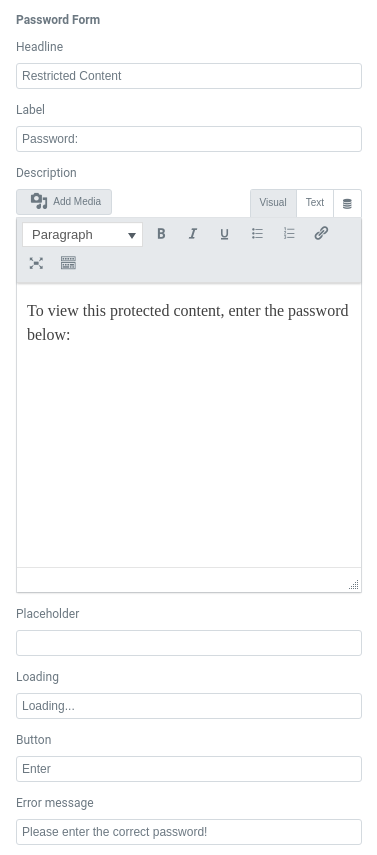 Password Form
Headline
Restricted Content
Label
Password:
Description
Add Media
Visual
Text
Paragraph
B I U
To view this protected content, enter the password
below:
Placeholder
Loading
Loading...
Button
Enter
Error message
Please enter the correct password!